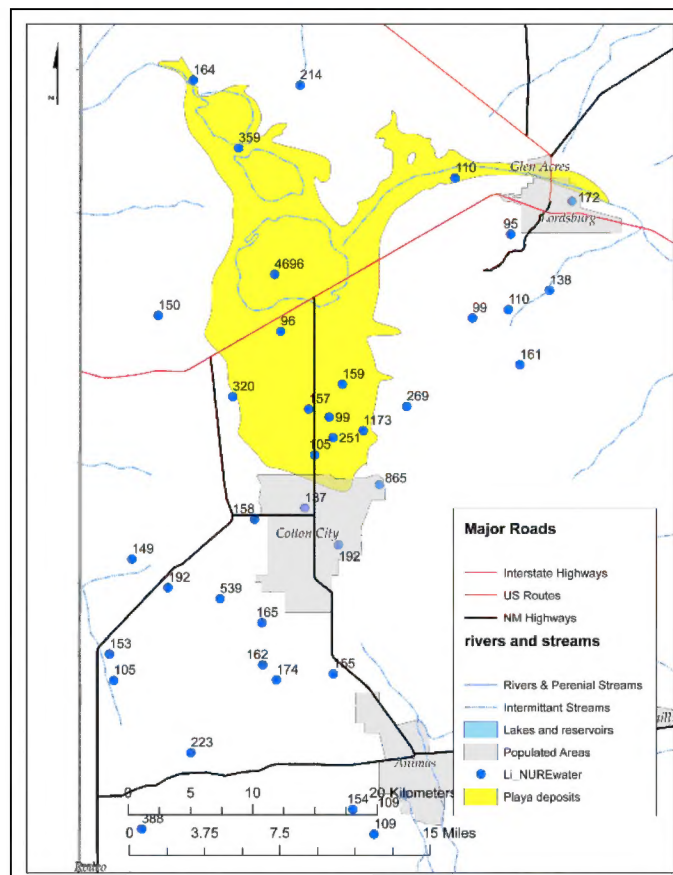 N
164
214
359
110
Glen Acres
172
Lordsburg
95
4696
138
150
99
110
96
161
159
320
157
269
99
1173
251
105
865
137
158
Cotton City
192
149
192
539
165
153
162
105
174
155
223
Animas
0 5 10 20 Kilometers
154
109
388
109
0 3.75 7.5 15 Miles
Major Roads
Interstate Highways
US Routes
NM Highways
rivers and streams
Rivers & Perenial Streams
Intermittant Streams
Lakes and reservoirs
Populated Areas
Li_NUREwater
Playa deposits